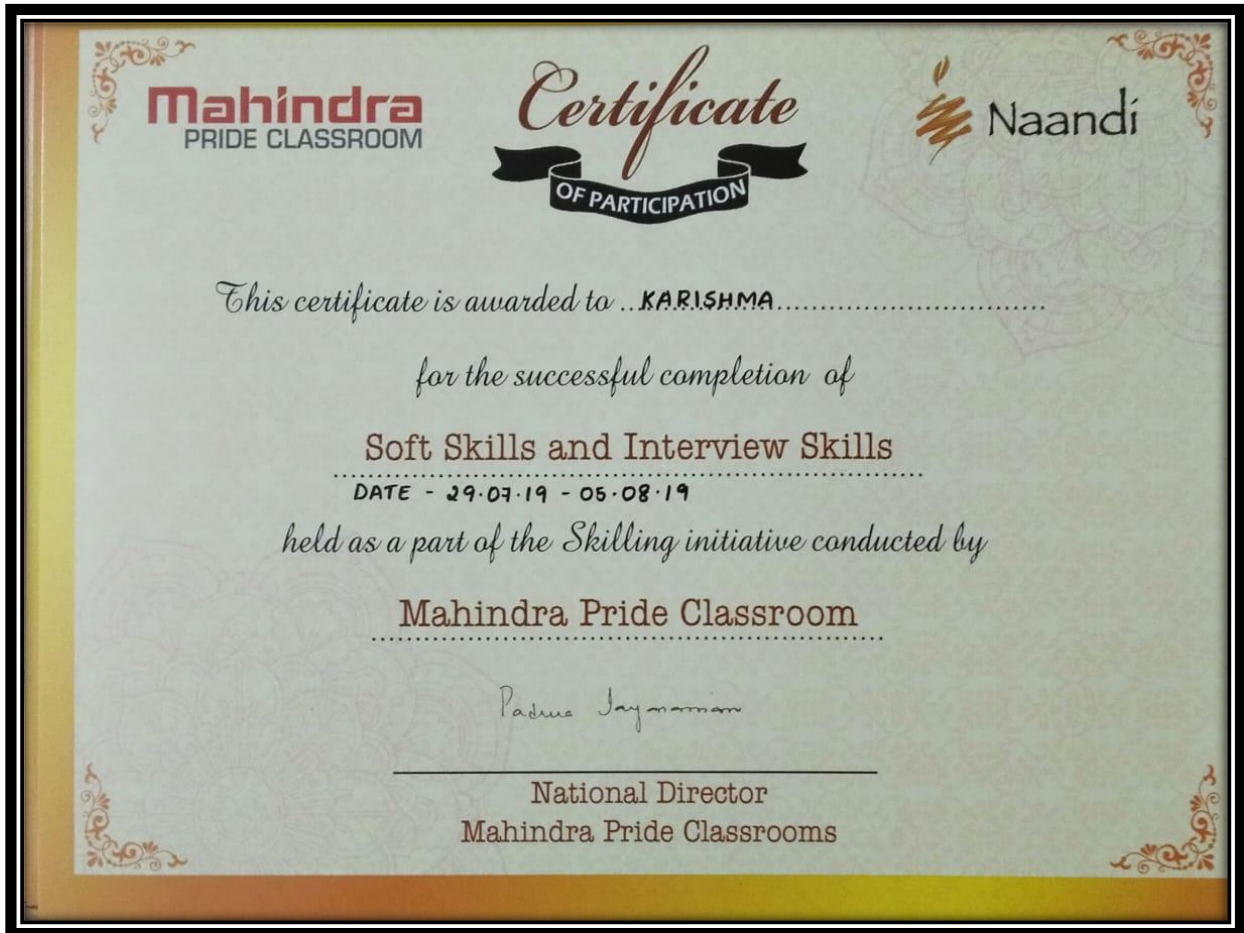 Mahindra
PRIDE CLASSROOM
Certificate
OF PARTICIPATION
Naandi
This certificate is awarded to ..KARISHMA....................................
for the successful completion of
Soft Skills and Interview Skills
DATE - 29.07.19 - 05.08.19
held as a part of the Skilling initiative conducted by
Mahindra Pride Classroom
Padma Jaynaman
National Director
Mahindra Pride Classrooms